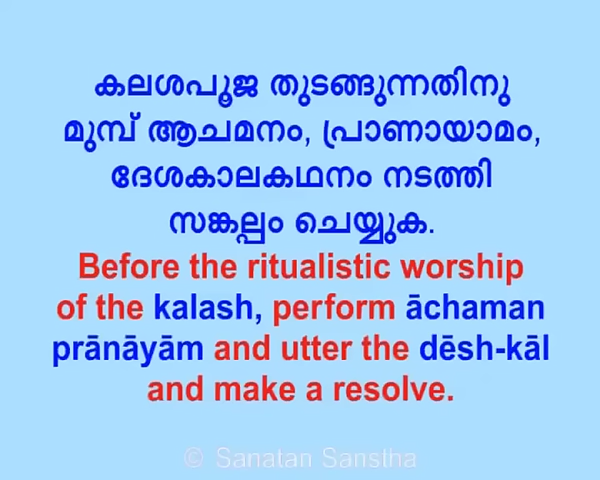 കലശപൂജ തുടങ്ങുന്നതിനു
മുമ്പ് ആചമനം, പ്രാണായാമം,
ദേശകാലകഥനം നടത്തി
സങ്കല്പം ചെയ്യുക.
Before the ritualistic worship
of the kalash, perform āchaman
prānāyām and utter the dēsh-kāl
and make a resolve.
© Sanatan Sanstha